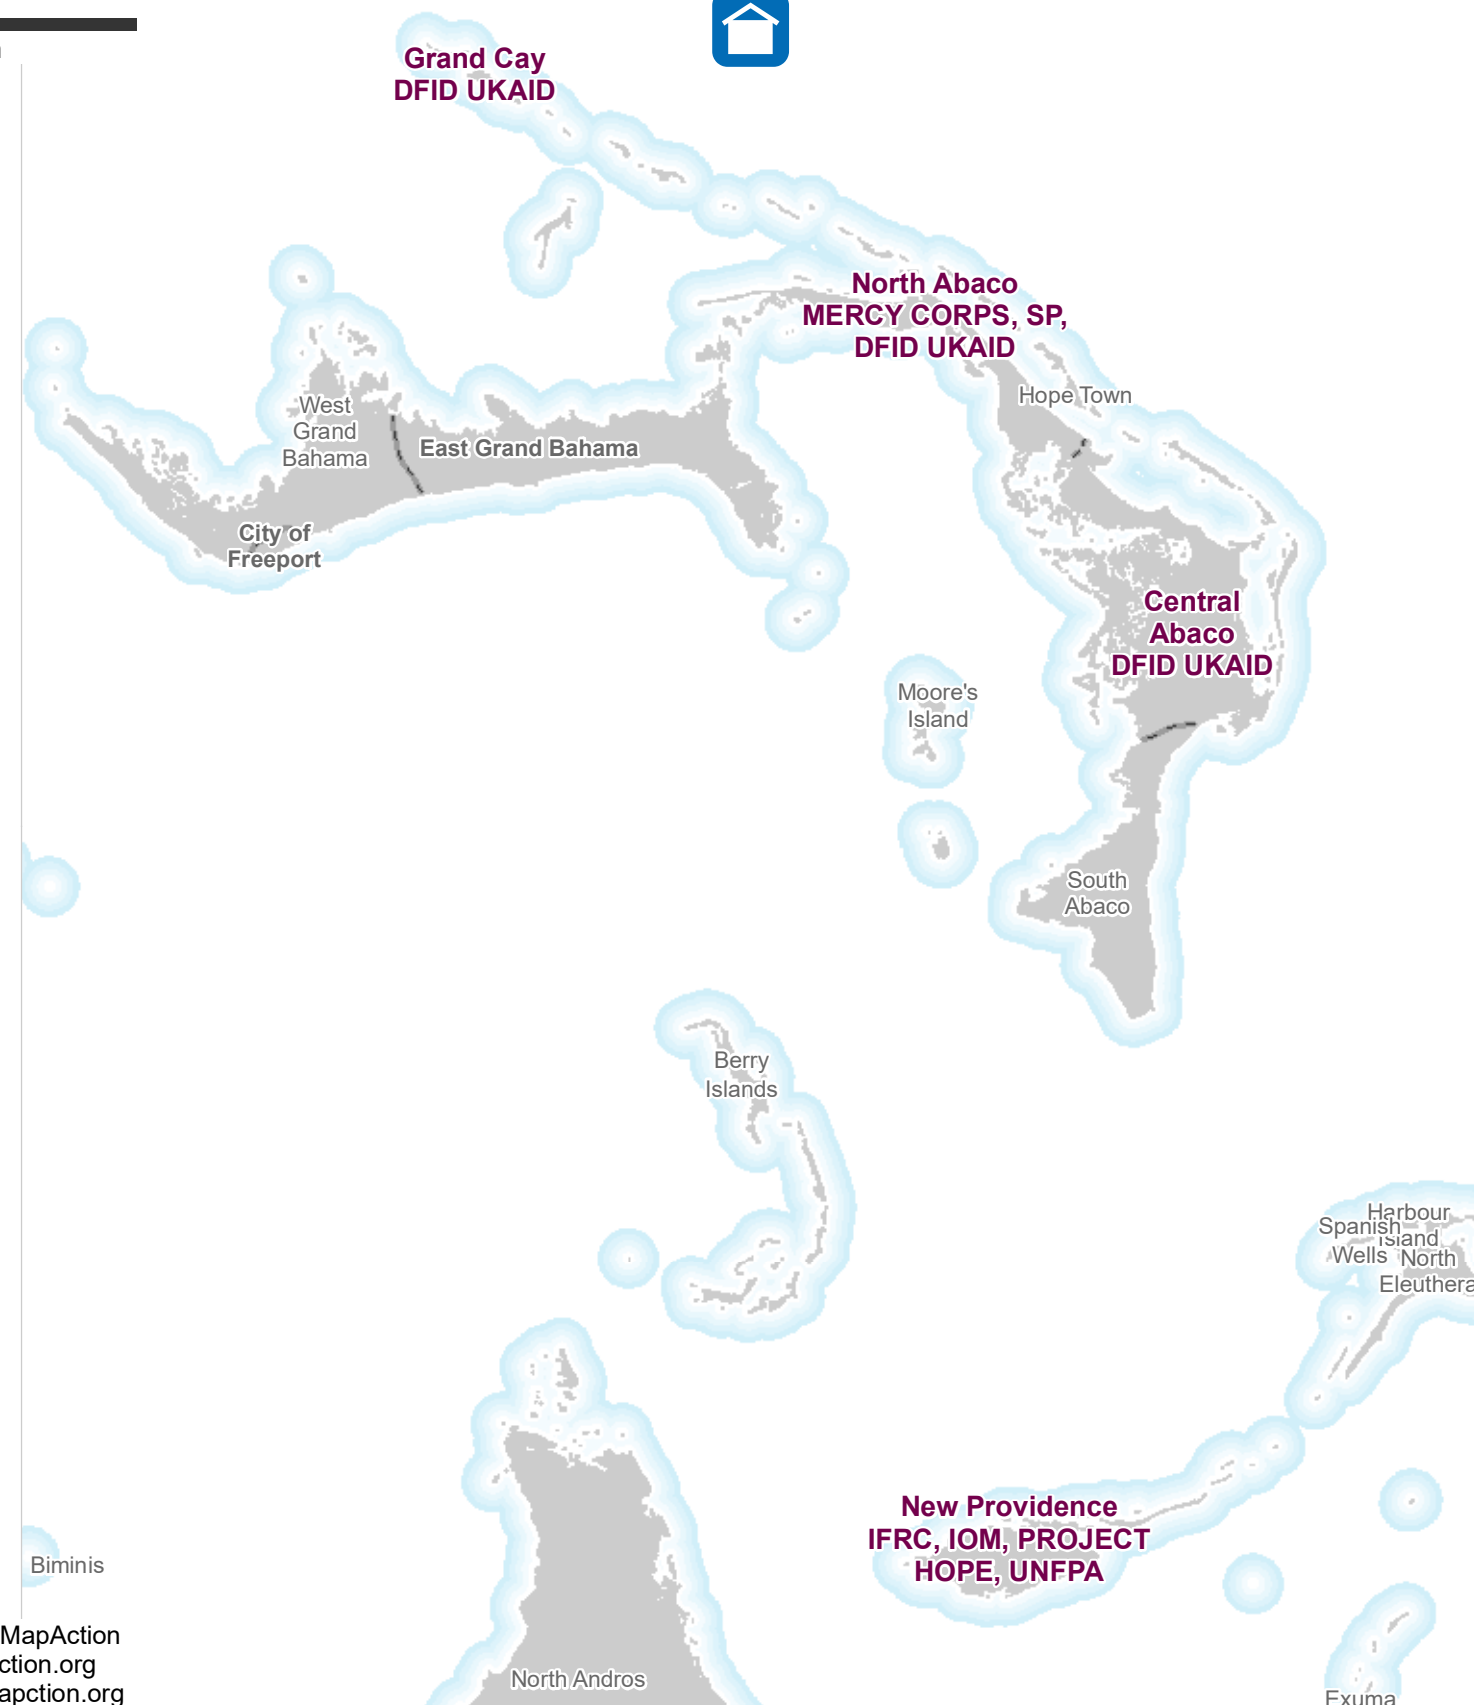 Grand Cay
DFID UKAID
North Abaco
MERCY CORPS, SP,
DFID UKAID
Hope Town
West
Grand
Bahama
East Grand Bahama
City of
Freeport
Central
Abaco
DFID UKAID
Moore's
Island
South
Abaco
Berry
Islands
Harbour
Island
Spanish
Wells
North
Eleuthera
New Providence
IFRC, IOM, PROJECT
HOPE, UNFPA
Biminis
MapAction
ction.org
apction.org
North Andros
Exuma